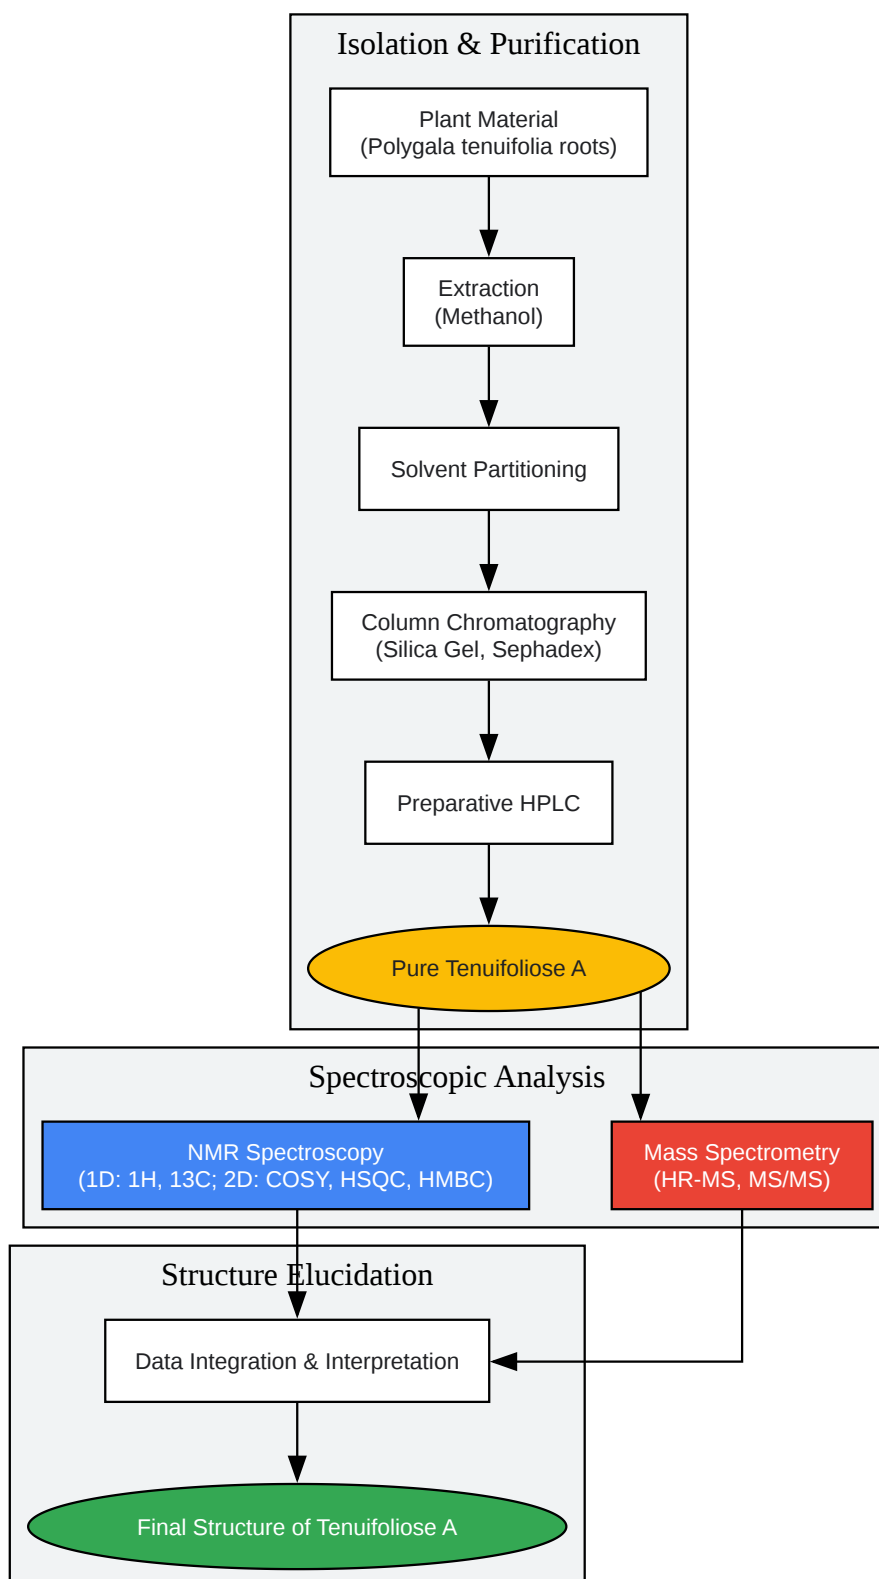 Isolation & Purification
Plant Material
(Polygala tenuifolia roots)
Extraction
(Methanol)
Solvent Partitioning
Column Chromatography
(Silica Gel, Sephadex)
Preparative HPLC
Pure Tenuifoliose A
Spectroscopic Analysis
NMR Spectroscopy
(1D: 1H, 13C; 2D: COSY, HSQC, HMBC)
Mass Spectrometry
(HR-MS, MS/MS)
Structure Elucidation
Data Integration & Interpretation
Final Structure of Tenuifoliose A